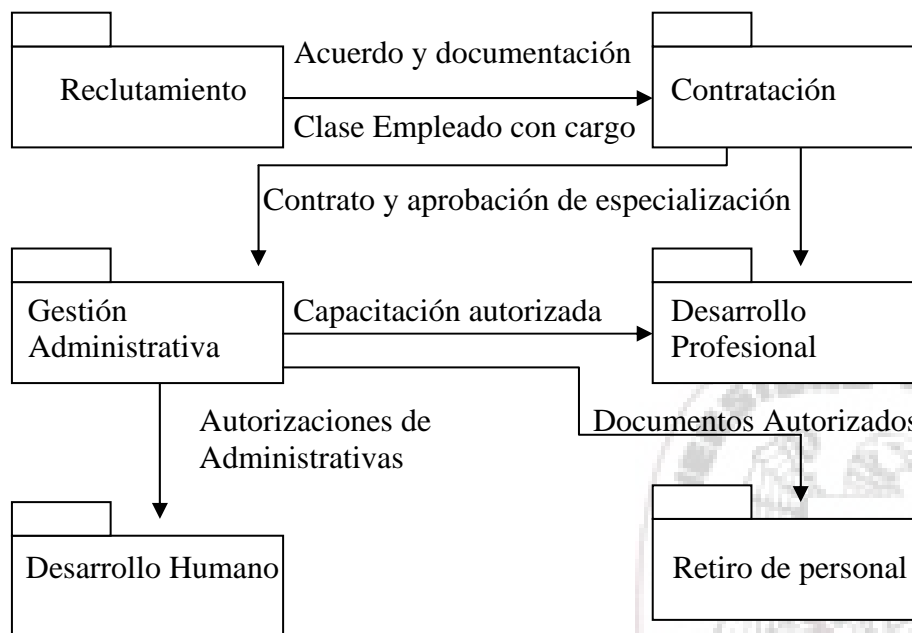 Acuerdo y documentación
Reclutamiento
Contratación
Clase Empleado con cargo
Contrato y aprobación de especialización
Gestión
Administrativa
Capacitación autorizada
Desarrollo
Profesional
Autorizaciones de
Administrativas
Documentos Autorizados
Desarrollo Humano
Retiro de personal